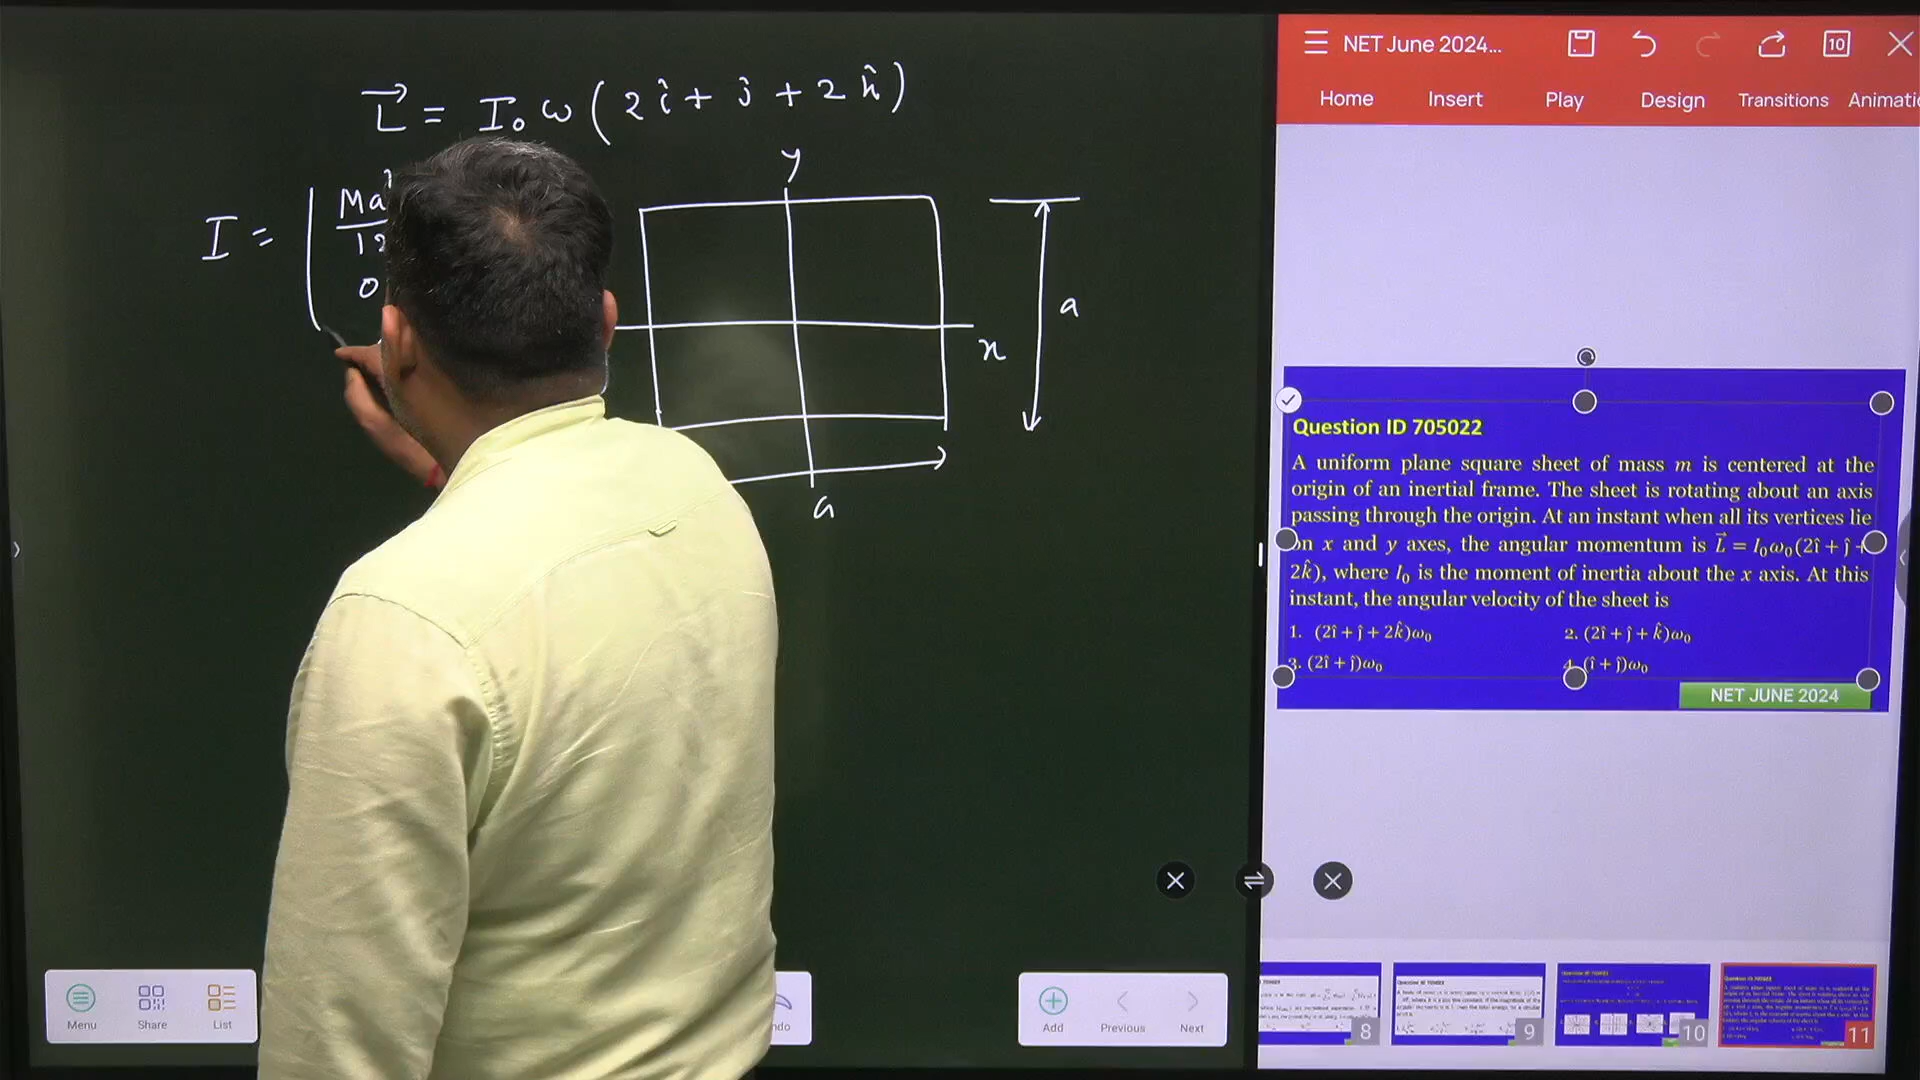 L = I₀ ω ( 2 î + ĵ + 2 k̂ )
I =
Ma
12
0
y
x
a
a
NET June 2024...
10
Home Insert Play Design Transitions Animati
Question ID 705022
A uniform plane square sheet of mass m is centered at the
origin of an inertial frame. The sheet is rotating about an axis
passing through the origin. At an instant when all its vertices lie
on x and y axes, the angular momentum is L⃗ = I₀ω₀(2î + ĵ +
2k̂), where I₀ is the moment of inertia about the x axis. At this
instant, the angular velocity of the sheet is
1. (2î + ĵ + 2k̂)ω₀ 2. (2î + ĵ + k̂)ω₀
3. (2î + ĵ)ω₀ 4. (î + ĵ)ω₀
NET JUNE 2024
Menu Share List
ndo
Add Previous Next
8 9 10 11